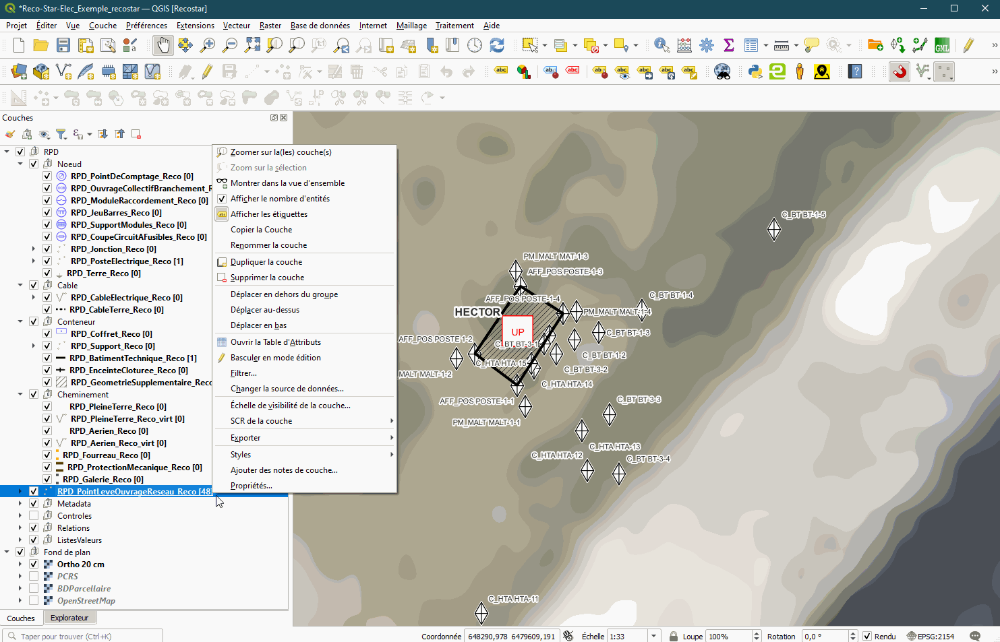 *Reco-Star-Elec_Exemple_recostar — QGIS [Recostar]
Projet Éditer Vue Couche Préférences Extensions Vecteur Raster Base de données Internet Maillage Traitement Aide
Couches
RPD
Noeud
RPD_PointDeComptage_Reco [0]
RPD_OuvrageCollectifBranchement_R
RPD_ModuleRaccordement_Reco [0]
RPD_JeuBarres_Reco [0]
RPD_SupportModules_Reco [0]
RPD_CoupeCircuitAFusibles_Reco [0]
RPD_Jonction_Reco [0]
RPD_PosteElectrique_Reco [1]
RPD_Terre_Reco [0]
Cable
RPD_CableElectrique_Reco [0]
RPD_CableTerre_Reco [0]
Conteneur
RPD_Coffret_Reco [0]
RPD_Support_Reco [0]
RPD_BatimentTechnique_Reco [1]
RPD_EnceinteCloturee_Reco [0]
RPD_GeometrieSupplementaire_Reco
Cheminement
RPD_PleineTerre_Reco [0]
RPD_PleineTerre_Reco_virt [0]
RPD_Aerien_Reco [0]
RPD_Aerien_Reco_virt [0]
RPD_Fourreau_Reco [0]
RPD_ProtectionMecanique_Reco [0]
RPD_Galerie_Reco [0]
RPD_PointLeveOuvrageReseau_Reco [48]
Metadata
Controles
Relations
ListesValeurs
Fond de plan
Ortho 20 cm
PCRS
BDParcellaire
OpenStreetMap
Couches Explorateur
Zoomer sur la(les) couche(s)
Zoom sur la sélection
Montrer dans la vue d'ensemble
Afficher le nombre d'entités
Afficher les étiquettes
Copier la Couche
Renommer la couche
Dupliquer la couche
Supprimer la couche
Déplacer en dehors du groupe
Déplacer au-dessus
Déplacer en bas
Ouvrir la Table d'Attributs
Basculer en mode édition
Filtrer...
Changer la source de données...
Échelle de visibilité de la couche...
SCR de la couche
Exporter
Styles
Ajouter des notes de couche...
Propriétés...
C_BT BT-1-5
PM_MALT MAT-1-3
AFF_POS POSTE-1-3
AFF_POS POSTE-1-4
C_BT BT-1-4
HECTOR
PM_MALT MALT-1-4
UP
C_BT BT-1-3
AFF_POS POSTE 1-2
C_BT BT-3-1
C_BT BT-1-2
C_HTA HTA-15
C_BT BT-3-2
MALT MALT-1-2
C_HTA HTA-14
AFF_POS POSTE-1-1
C_BT BT-3-3
PM_MALT MALT-1-1
C_HTA HTA-13
C_HTA HTA-12
C_BT BT-3-4
C_HTA HTA-11
Taper pour trouver (Ctrl+K)
Coordonnée 648290,978 6479609,191 Échelle 1:33 Loupe 100% Rotation 0,0 ° Rendu EPSG:2154